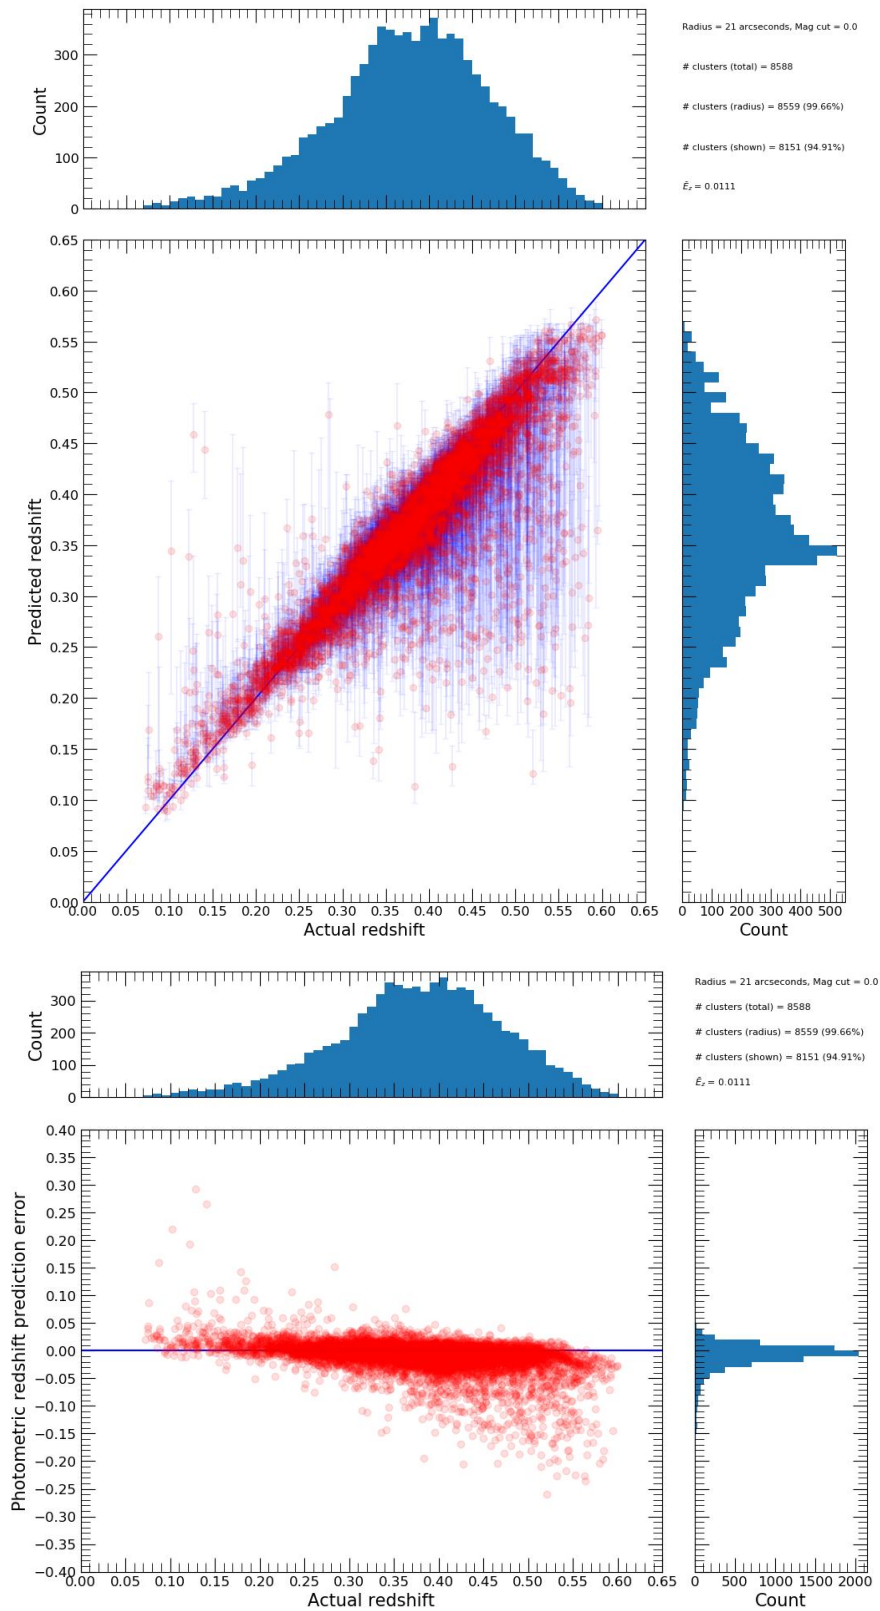 300
200
100
0
Count
Radius = 21 arcseconds, Mag cut = 0.0
# clusters (total) = 8588
# clusters (radius) = 8559 (99.66%)
# clusters (shown) = 8151 (94.91%)
Ê_z = 0.0111
0.65
0.60
0.55
0.50
0.45
0.40
0.35
0.30
0.25
0.20
0.15
0.10
0.05
0.00
Predicted redshift
0.00 0.05 0.10 0.15 0.20 0.25 0.30 0.35 0.40 0.45 0.50 0.55 0.60 0.65
Actual redshift
0 100 200 300 400 500
Count
300
200
100
0
Count
Radius = 21 arcseconds, Mag cut = 0.0
# clusters (total) = 8588
# clusters (radius) = 8559 (99.66%)
# clusters (shown) = 8151 (94.91%)
Ê_z = 0.0111
0.40
0.35
0.30
0.25
0.20
0.15
0.10
0.05
0.00
−0.05
−0.10
−0.15
−0.20
−0.25
−0.30
−0.35
−0.40
Photometric redshift prediction error
0.00 0.05 0.10 0.15 0.20 0.25 0.30 0.35 0.40 0.45 0.50 0.55 0.60 0.65
Actual redshift
0 500 1000 1500 2000
Count